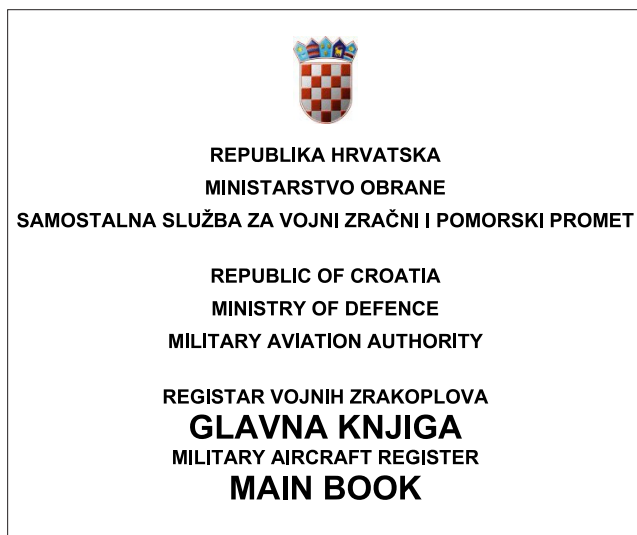 REPUBLIKA HRVATSKA
MINISTARSTVO OBRANE
SAMOSTALNA SLUŽBA ZA VOJNI ZRAČNI I POMORSKI PROMET
REPUBLIC OF CROATIA
MINISTRY OF DEFENCE
MILITARY AVIATION AUTHORITY
REGISTAR VOJNIH ZRAKOPLOVA
GLAVNA KNJIGA
MILITARY AIRCRAFT REGISTER
MAIN BOOK